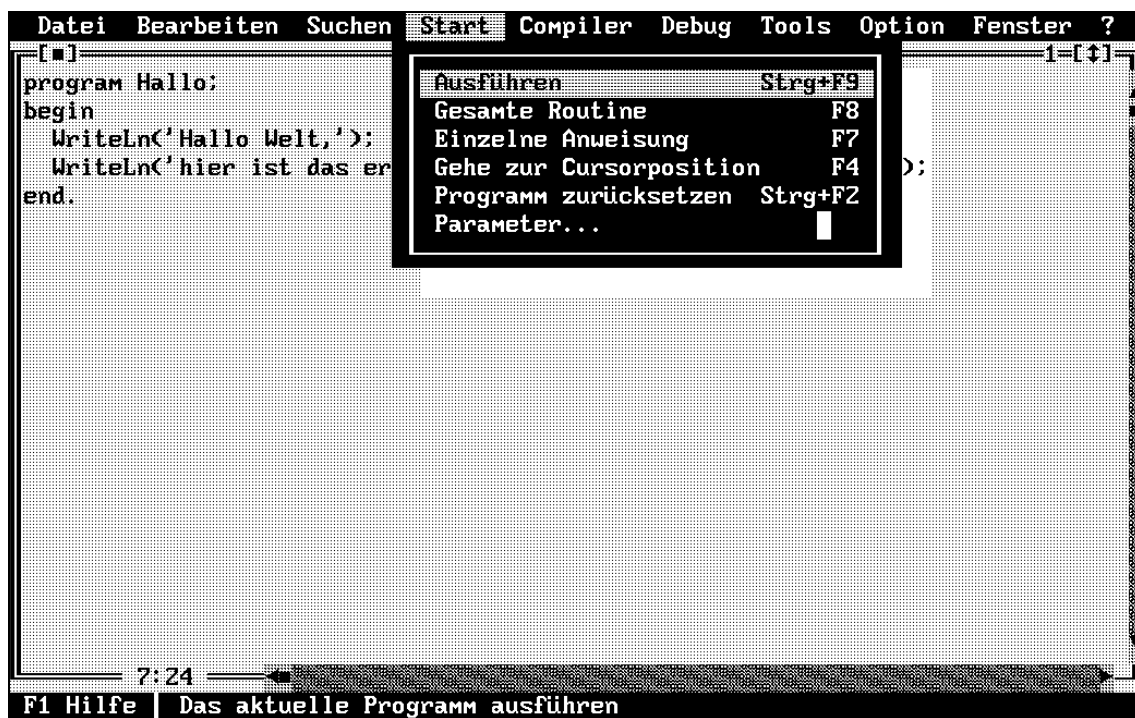 Datei Bearbeiten Suchen Start Compiler Debug Tools Option Fenster ?
[■] 1-[↕]
program Hallo;
begin
WriteLn('Hallo Welt,');
WriteLn('hier ist das er );
end.
Ausführen Strg+F9
Gesamte Routine F8
Einzelne Anweisung F7
Gehe zur Cursorposition F4
Programm zurücksetzen Strg+F2
Parameter...
7:24
F1 Hilfe | Das aktuelle Programm ausführen